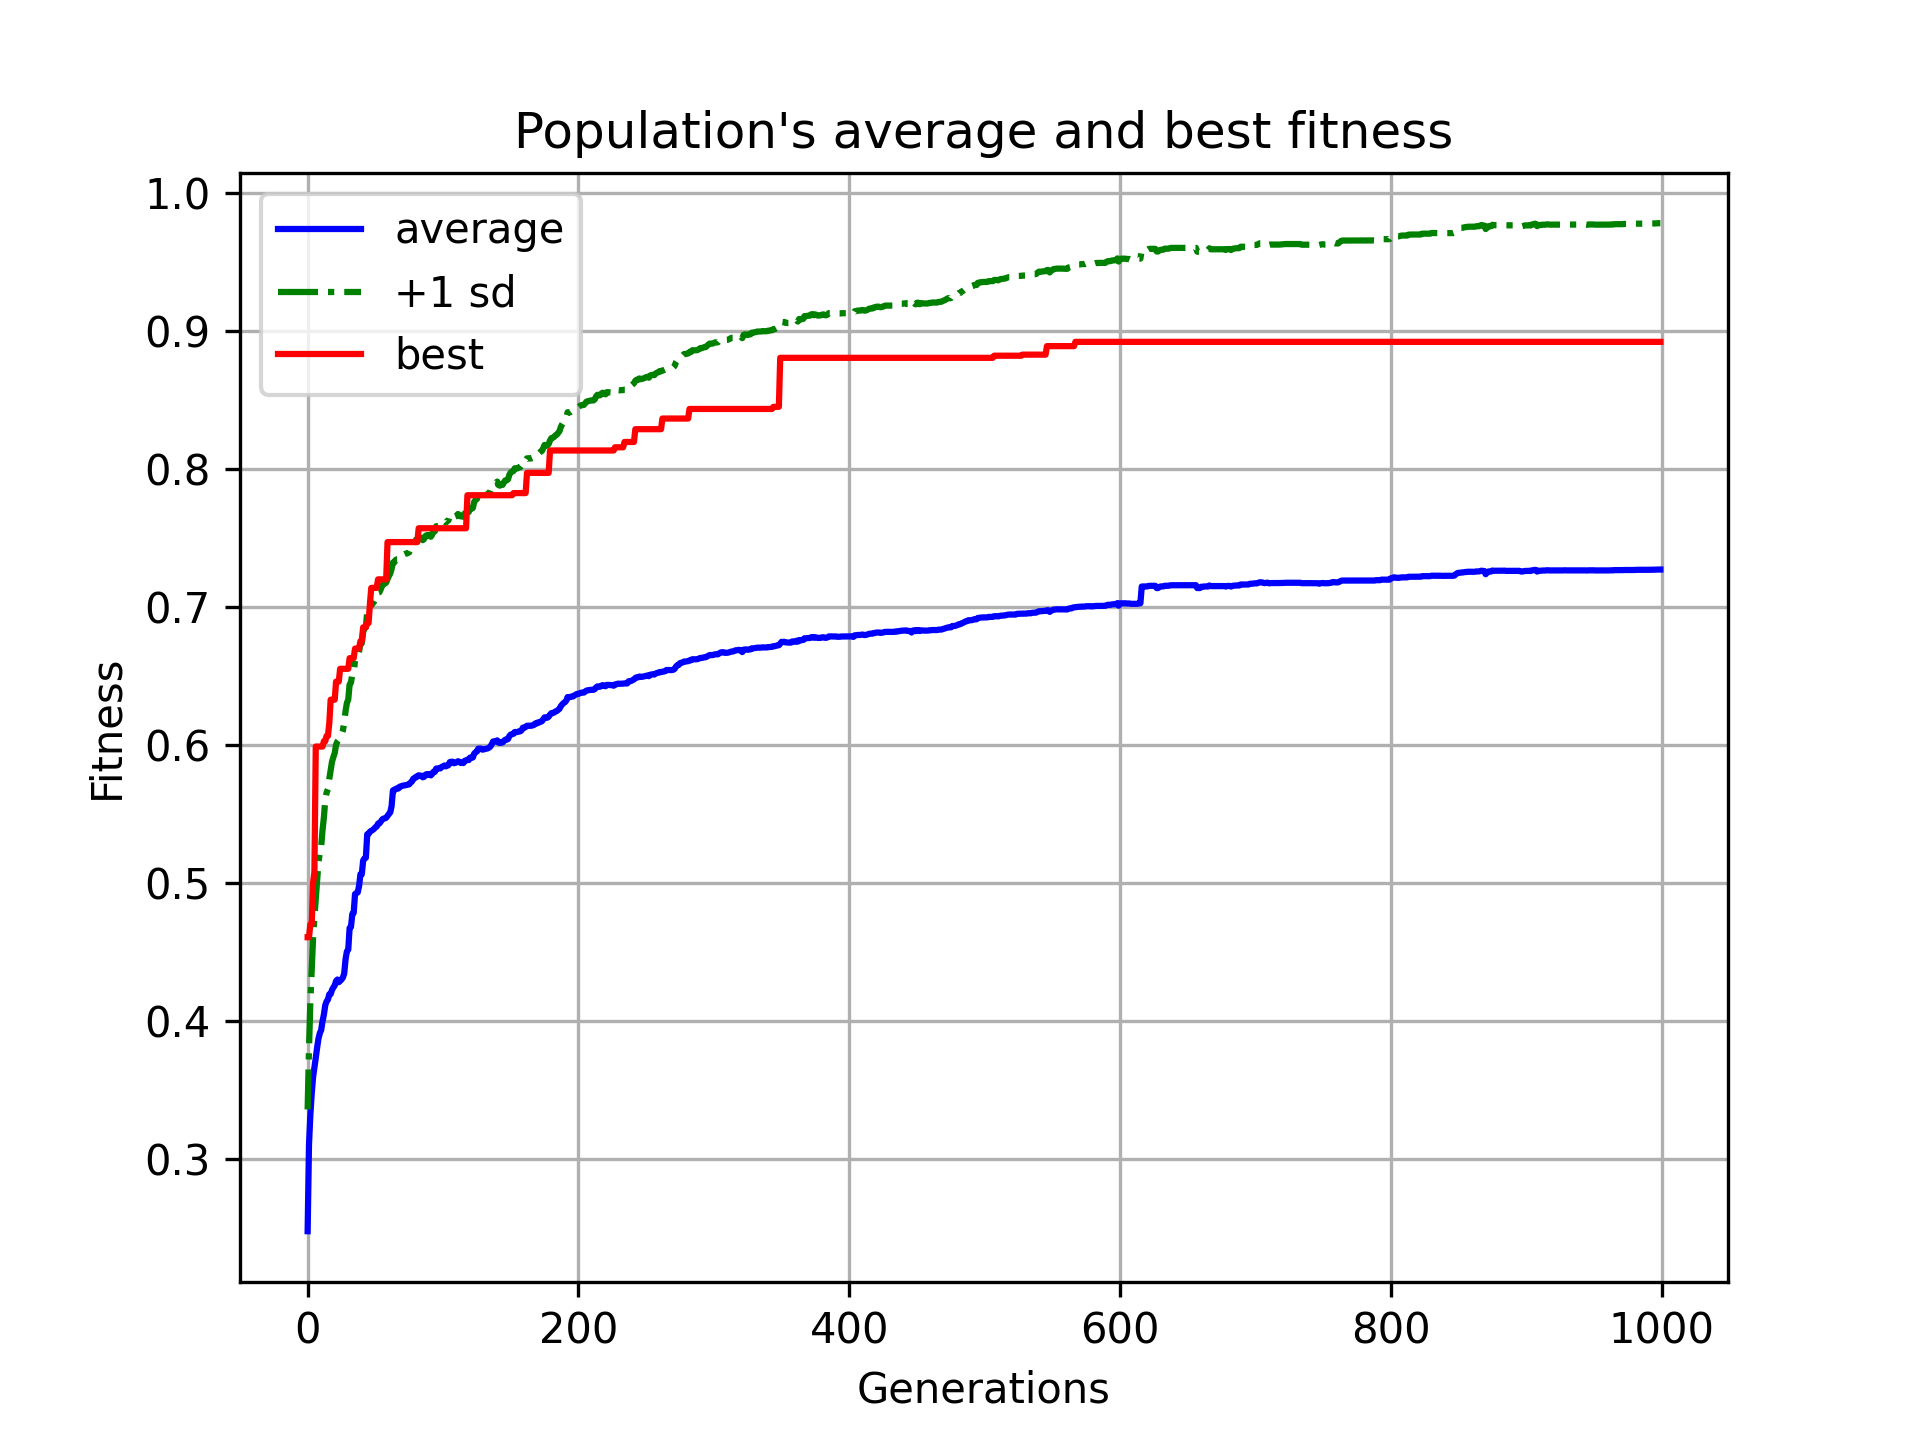 Population's average and best fitness
average
+1 sd
best
1.0
0.9
0.8
0.7
0.6
0.5
0.4
0.3
Fitness
0 200 400 600 800 1000
Generations